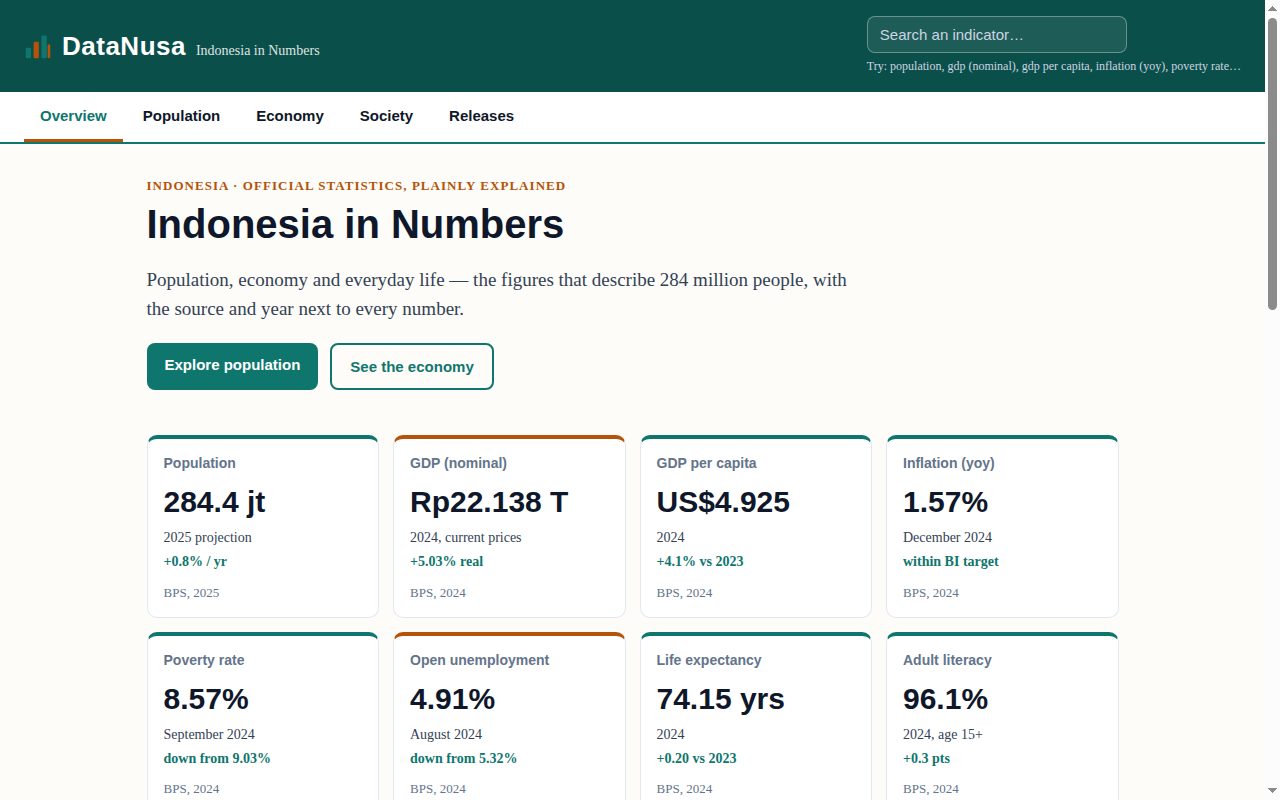 DataNusa Indonesia in Numbers
Search an indicator…
Try: population, gdp (nominal), gdp per capita, inflation (yoy), poverty rate…
Overview Population Economy Society Releases
INDONESIA · OFFICIAL STATISTICS, PLAINLY EXPLAINED
Indonesia in Numbers
Population, economy and everyday life — the figures that describe 284 million people, with
the source and year next to every number.
Explore population See the economy
Population
284.4 jt
2025 projection
+0.8% / yr
BPS, 2025
GDP (nominal)
Rp22.138 T
2024, current prices
+5.03% real
BPS, 2024
GDP per capita
US$4.925
2024
+4.1% vs 2023
BPS, 2024
Inflation (yoy)
1.57%
December 2024
within BI target
BPS, 2024
Poverty rate
8.57%
September 2024
down from 9.03%
BPS, 2024
Open unemployment
4.91%
August 2024
down from 5.32%
BPS, 2024
Life expectancy
74.15 yrs
2024
+0.20 vs 2023
BPS, 2024
Adult literacy
96.1%
2024, age 15+
+0.3 pts
BPS, 2024